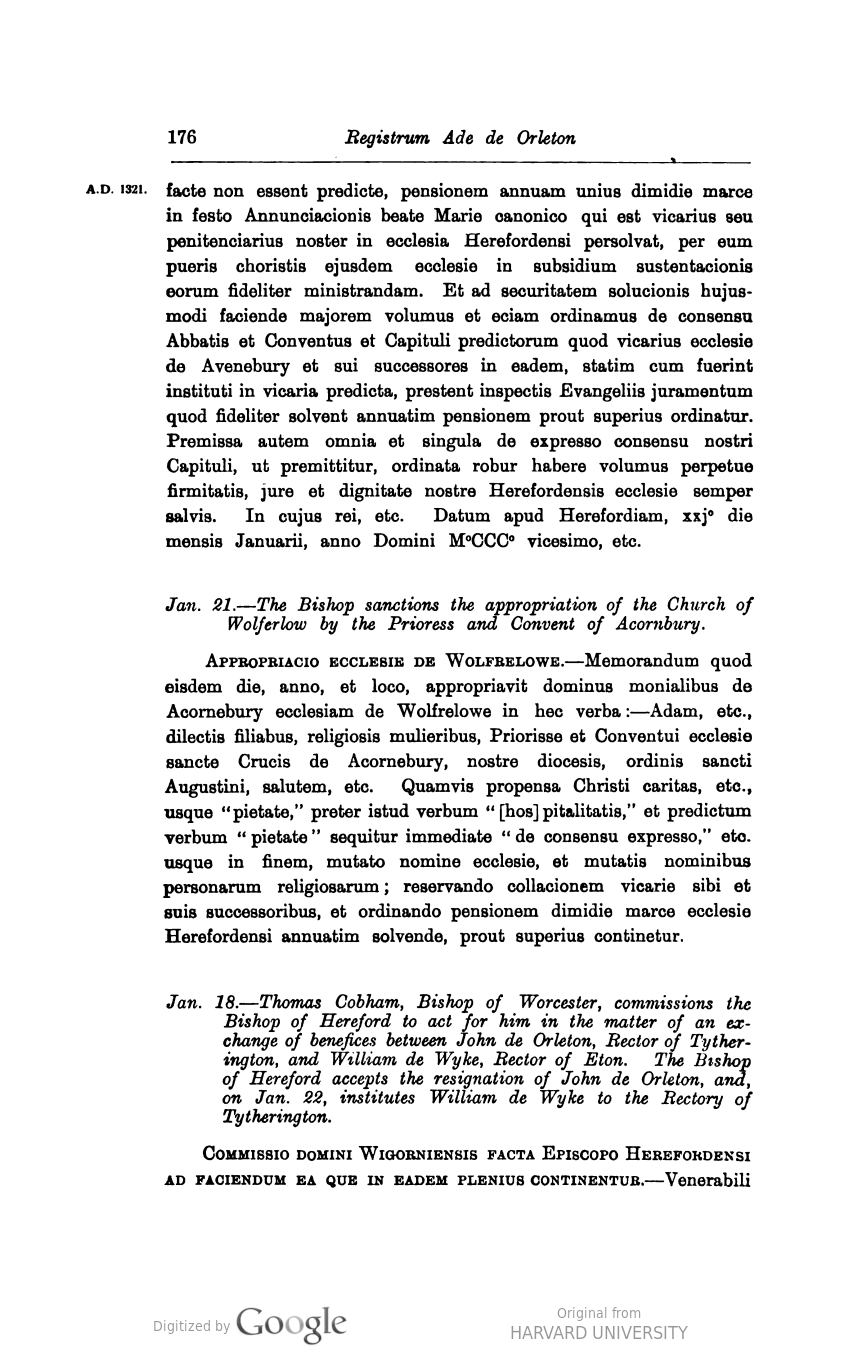 176 Registrum Ade de Orleton
A.D. 1321. facte non essent predicte, pensionem annuam unius dimidie marce
in festo Annunciacionis beate Marie canonico qui est vicarius seu
penitenciarius noster in ecclesia Herefordensi persolvat, per eum
pueris choristis ejusdem ecclesie in subsidium sustentacionis
eorum fideliter ministrandam. Et ad securitatem solucionis hujus-
modi faciende majorem volumus et eciam ordinamus de consensu
Abbatis et Conventus et Capituli predictorum quod vicarius ecclesie
de Avenebury et sui successores in eadem, statim cum fuerint
instituti in vicaria predicta, prestent inspectis Evangeliis juramentum
quod fideliter solvent annuatim pensionem prout superius ordinatur.
Premissa autem omnia et singula de expresso consensu nostri
Capituli, ut premittitur, ordinata robur habere volumus perpetue
firmitatis, jure et dignitate nostre Herefordensis ecclesie semper
salvis. In cujus rei, etc. Datum apud Herefordiam, xxjº die
mensis Januarii, anno Domini MºCCCº vicesimo, etc.
Jan. 21.—The Bishop sanctions the appropriation of the Church of
Wolferlow by the Prioress and Convent of Acornbury.
APPROPRIACIO ECCLESIE DE WOLFRELOWE.—Memorandum quod
eisdem die, anno, et loco, appropriavit dominus monialibus de
Acornebury ecclesiam de Wolfrelowe in hec verba:—Adam, etc.,
dilectis filiabus, religiosis mulieribus, Priorisse et Conventui ecclesie
sancte Crucis de Acornebury, nostre diocesis, ordinis sancti
Augustini, salutem, etc. Quamvis propensa Christi caritas, etc.,
usque "pietate," preter istud verbum "[hos]pitalitatis," et predictum
verbum "pietate" sequitur immediate "de consensu expresso," etc.
usque in finem, mutato nomine ecclesie, et mutatis nominibus
personarum religiosarum; reservando collacionem vicarie sibi et
suis successoribus, et ordinando pensionem dimidie marce ecclesie
Herefordensi annuatim solvende, prout superius continetur.
Jan. 18.—Thomas Cobham, Bishop of Worcester, commissions the
Bishop of Hereford to act for him in the matter of an ex-
change of benefices between John de Orleton, Rector of Tyther-
ington, and William de Wyke, Rector of Eton. The Bishop
of Hereford accepts the resignation of John de Orleton, and,
on Jan. 22, institutes William de Wyke to the Rectory of
Tytherington.
COMMISSIO DOMINI WIGORNIENSIS FACTA EPISCOPO HEREFORDENSI
AD FACIENDUM EA QUE IN EADEM PLENIUS CONTINENTUR.—Venerabili
Digitized by Google
Original from
HARVARD UNIVERSITY